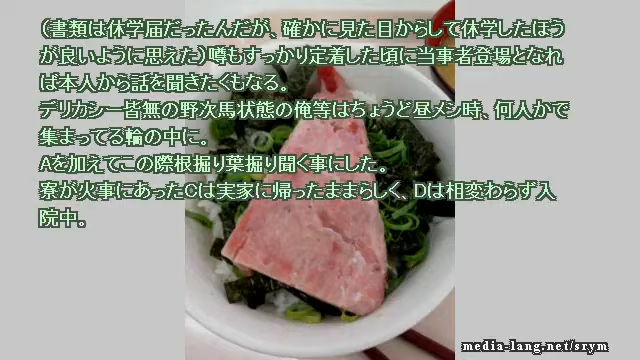 （書類は休学届だったんだが、確かに見た目からして休学したほう
が良いように思えた）噂もすっかり定着した頃に当事者登場となれ
ば本人から話を聞きたくもなる。
デリカシー皆無の野次馬状態の俺等はちょうど昼メシ時、何人かで
集まってる輪の中に。
Aを加えてこの際根掘り葉掘り聞く事にした。
寮が火事にあったCは実家に帰ったままらしく、Dは相変わらず入
院中。
media-lang.net/srym